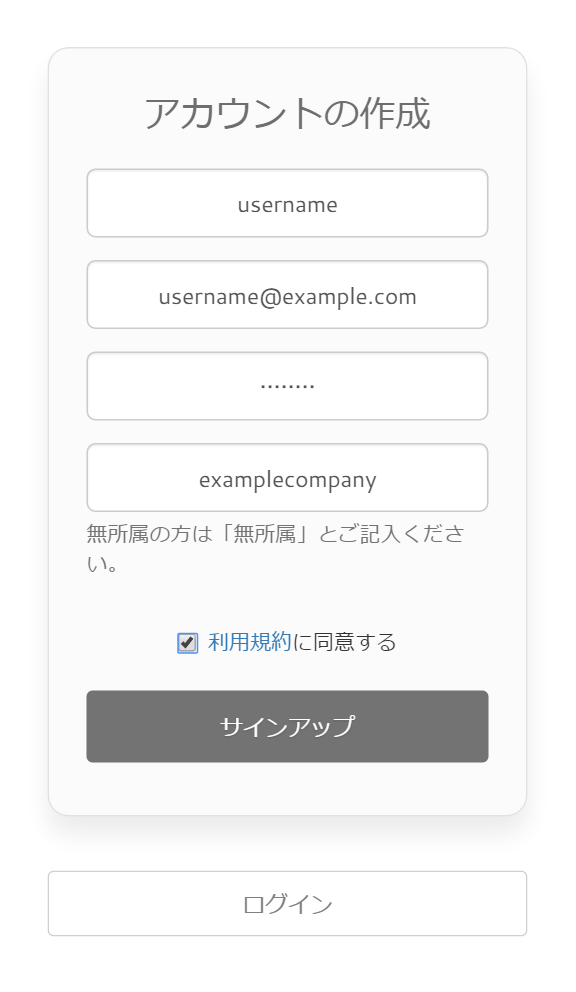 アカウントの作成
username
username@example.com
········
examplecompany
無所属の方は「無所属」とご記入くださ
い。
利用規約に同意する
サインアップ
ログイン